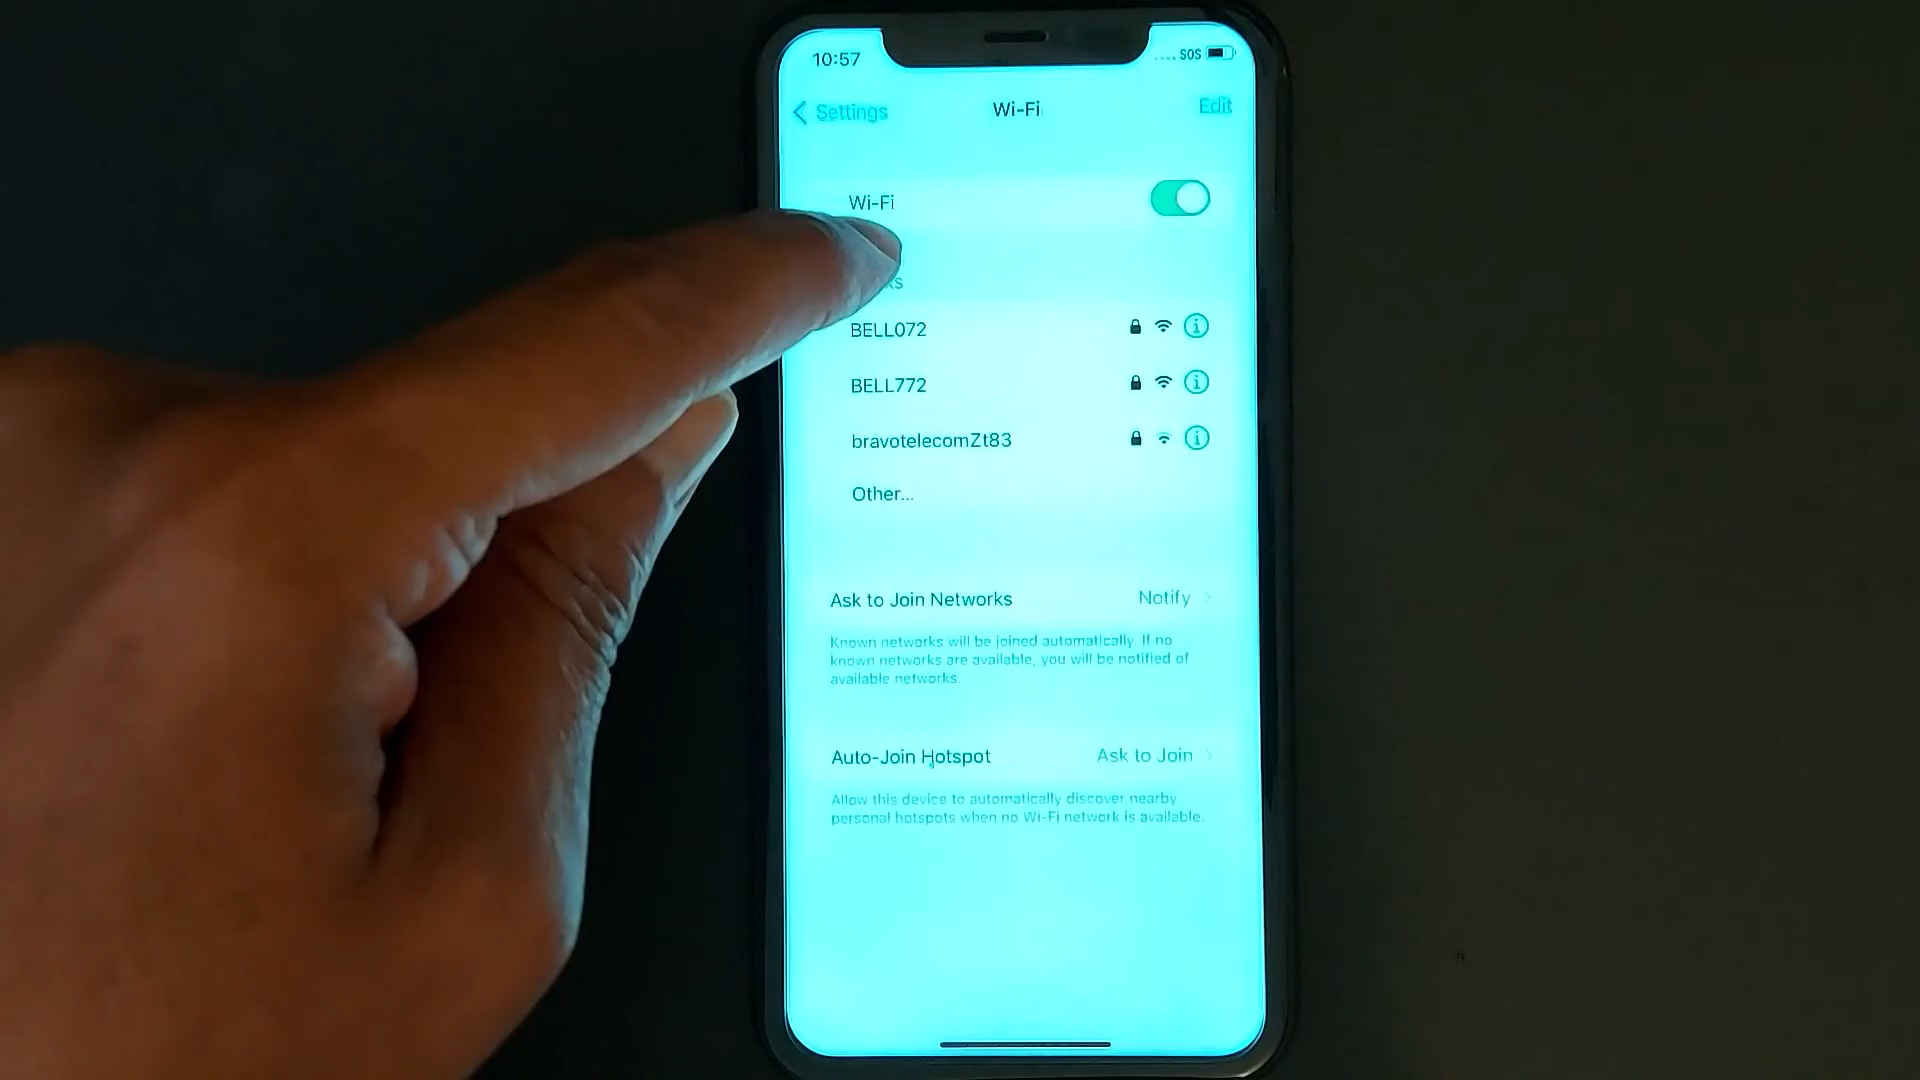 10:57
SOS
Settings
Wi-Fi
Edit
Wi-Fi
BELL072
BELL772
bravotelecomZt83
Other...
Ask to Join Networks
Notify
Known networks will be joined automatically. If no
known networks are available, you will be notified of
available networks.
Auto-Join Hotspot
Ask to Join
Allow this device to automatically discover nearby
personal hotspots when no Wi-Fi network is available.